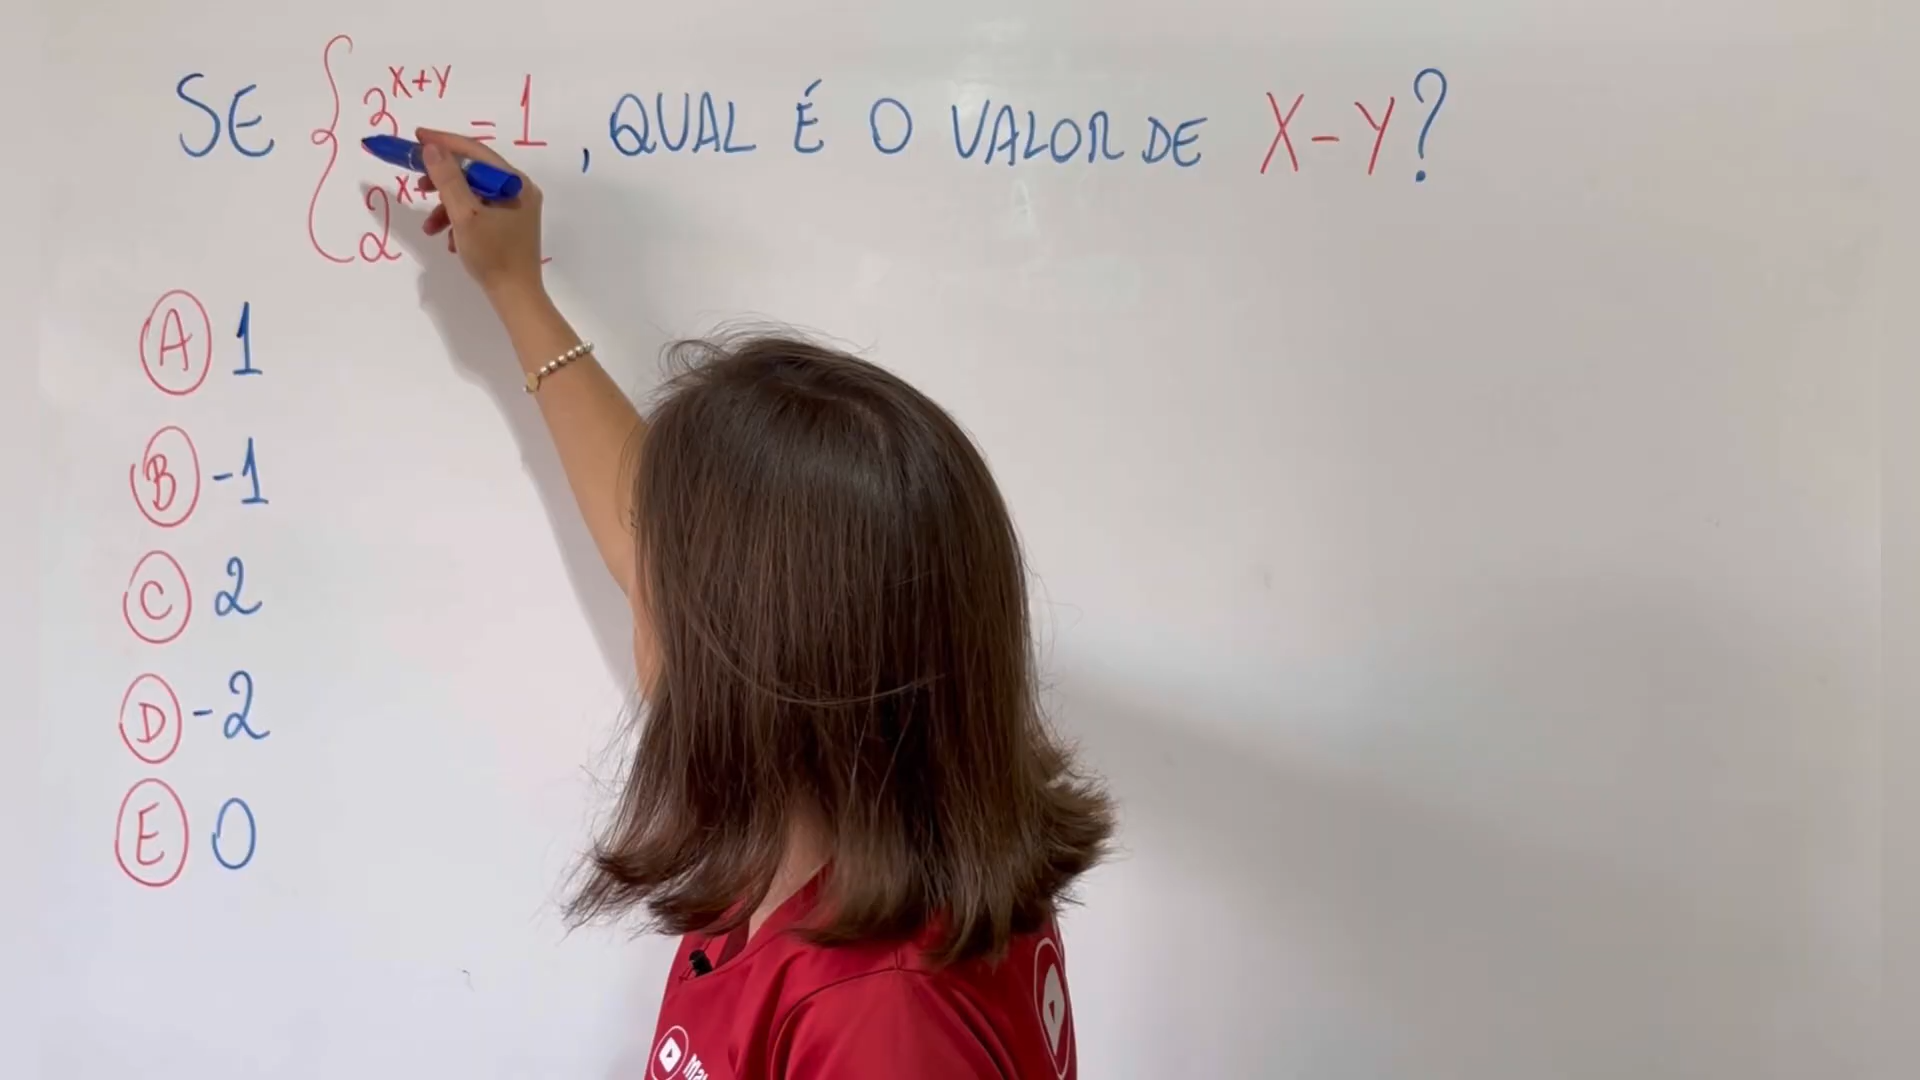 SE { 3^{x+y} = 1 , QUAL É O VALOR DE X-Y?
2^{x+
A 1
B -1
C 2
D -2
E 0